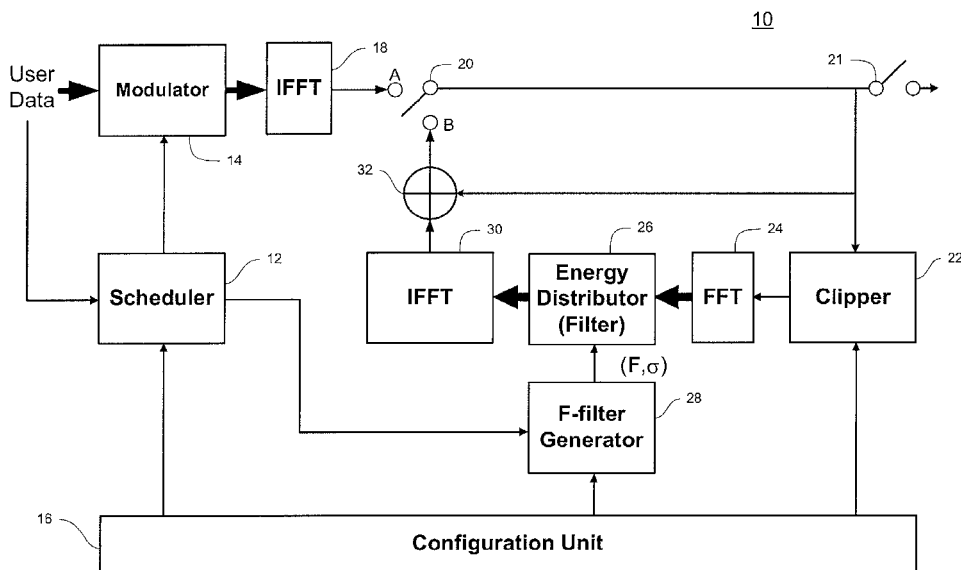 10
User
Data
Modulator
14
IFFT
18
A
20
B
21
32
Scheduler
12
30
IFFT
26
Energy
Distributor
(Filter)
24
FFT
22
Clipper
(F,σ)
28
F-filter
Generator
16
Configuration Unit